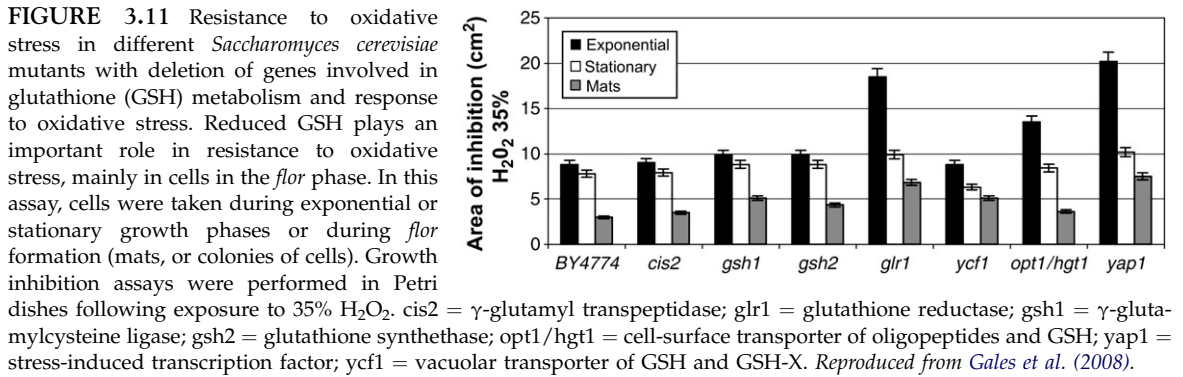 FIGURE 3.11 Resistance to oxidative
stress in different Saccharomyces cerevisiae
mutants with deletion of genes involved in
glutathione (GSH) metabolism and response
to oxidative stress. Reduced GSH plays an
important role in resistance to oxidative
stress, mainly in cells in the flor phase. In this
assay, cells were taken during exponential or
stationary growth phases or during flor
formation (mats, or colonies of cells). Growth
inhibition assays were performed in Petri
dishes following exposure to 35% H₂O₂. cis2 = γ-glutamyl transpeptidase; glr1 = glutathione reductase; gsh1 = γ-gluta-
mylcysteine ligase; gsh2 = glutathione synthethase; opt1/hgt1 = cell-surface transporter of oligopeptides and GSH; yap1 =
stress-induced transcription factor; ycf1 = vacuolar transporter of GSH and GSH-X. Reproduced from Gales et al. (2008).
Area of inhibition (cm²)
H₂0₂ 35%
25
20
15
10
5
0
Exponential
Stationary
Mats
BY4774 cis2 gsh1 gsh2 glr1 ycf1 opt1/hgt1 yap1